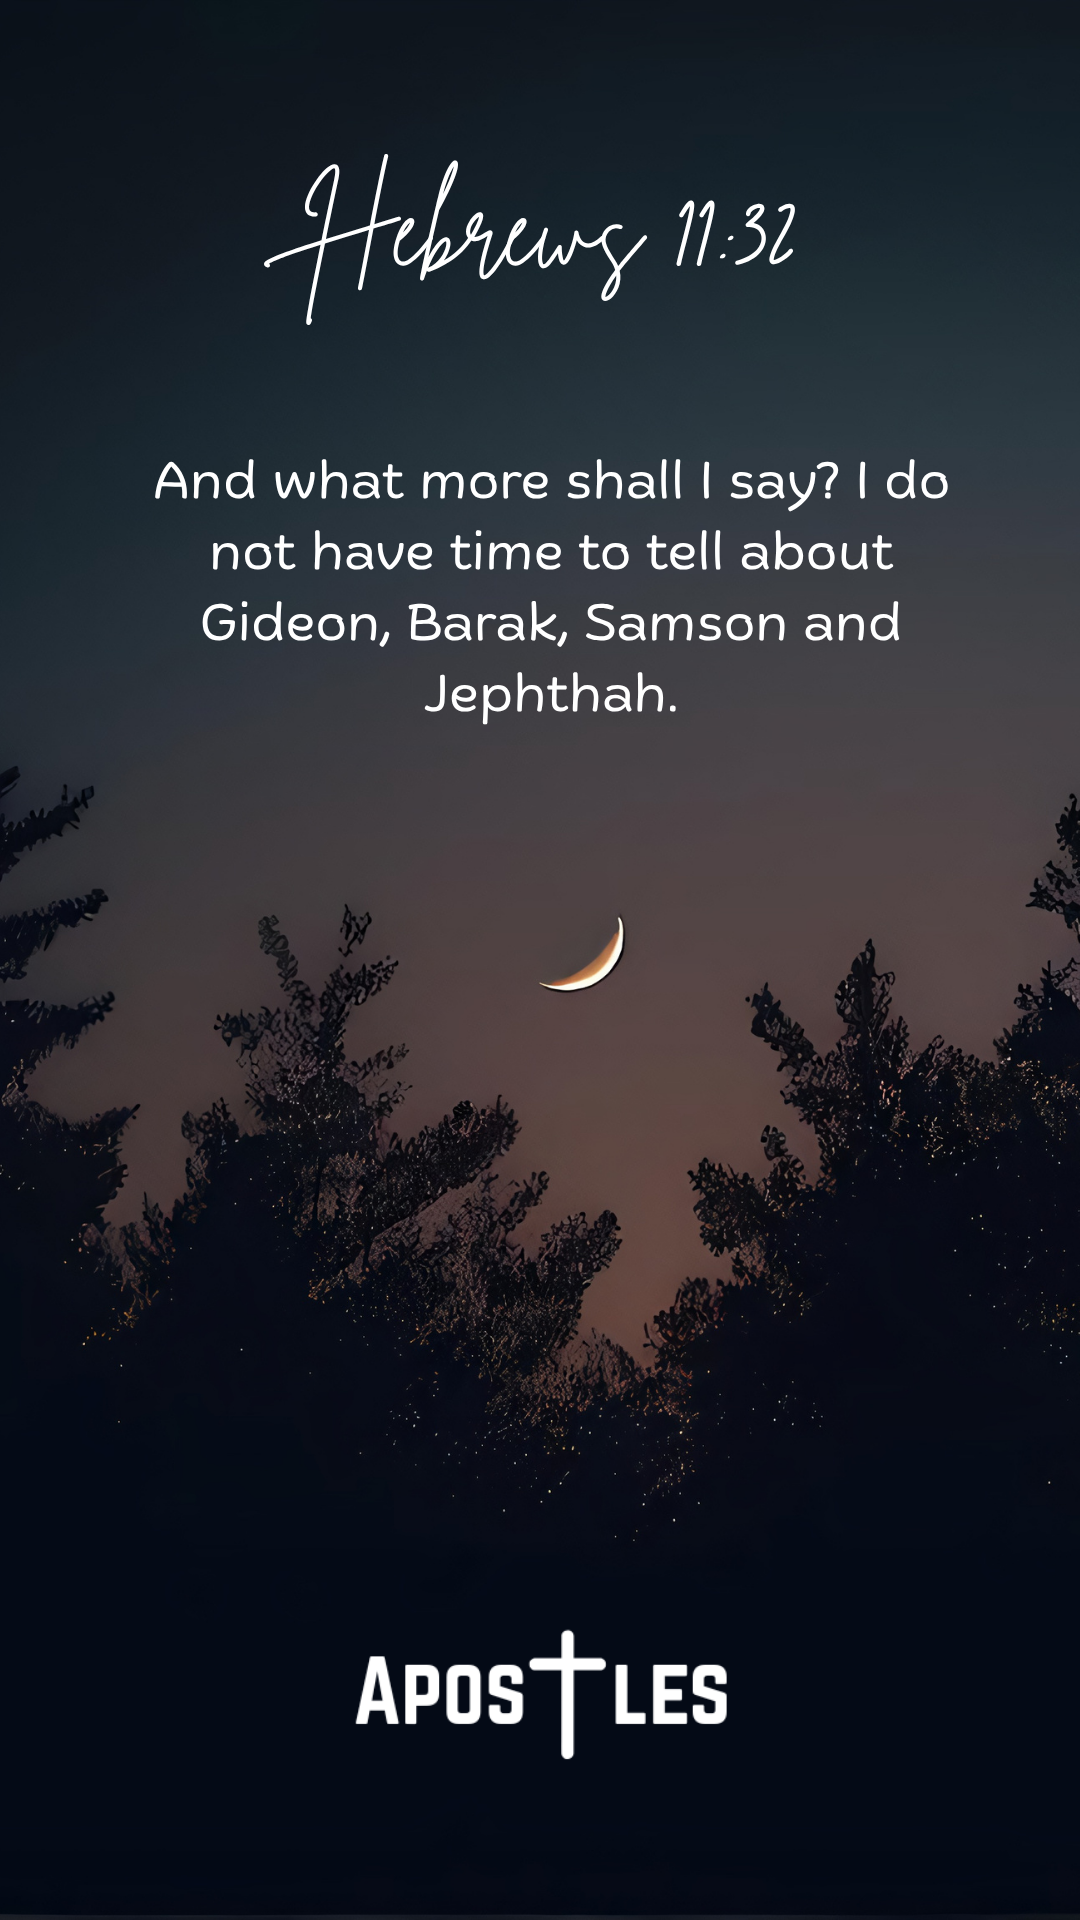 Hebrews 11:32
And what more shall I say? I do
not have time to tell about
Gideon, Barak, Samson and
Jephthah.
APOSTLES